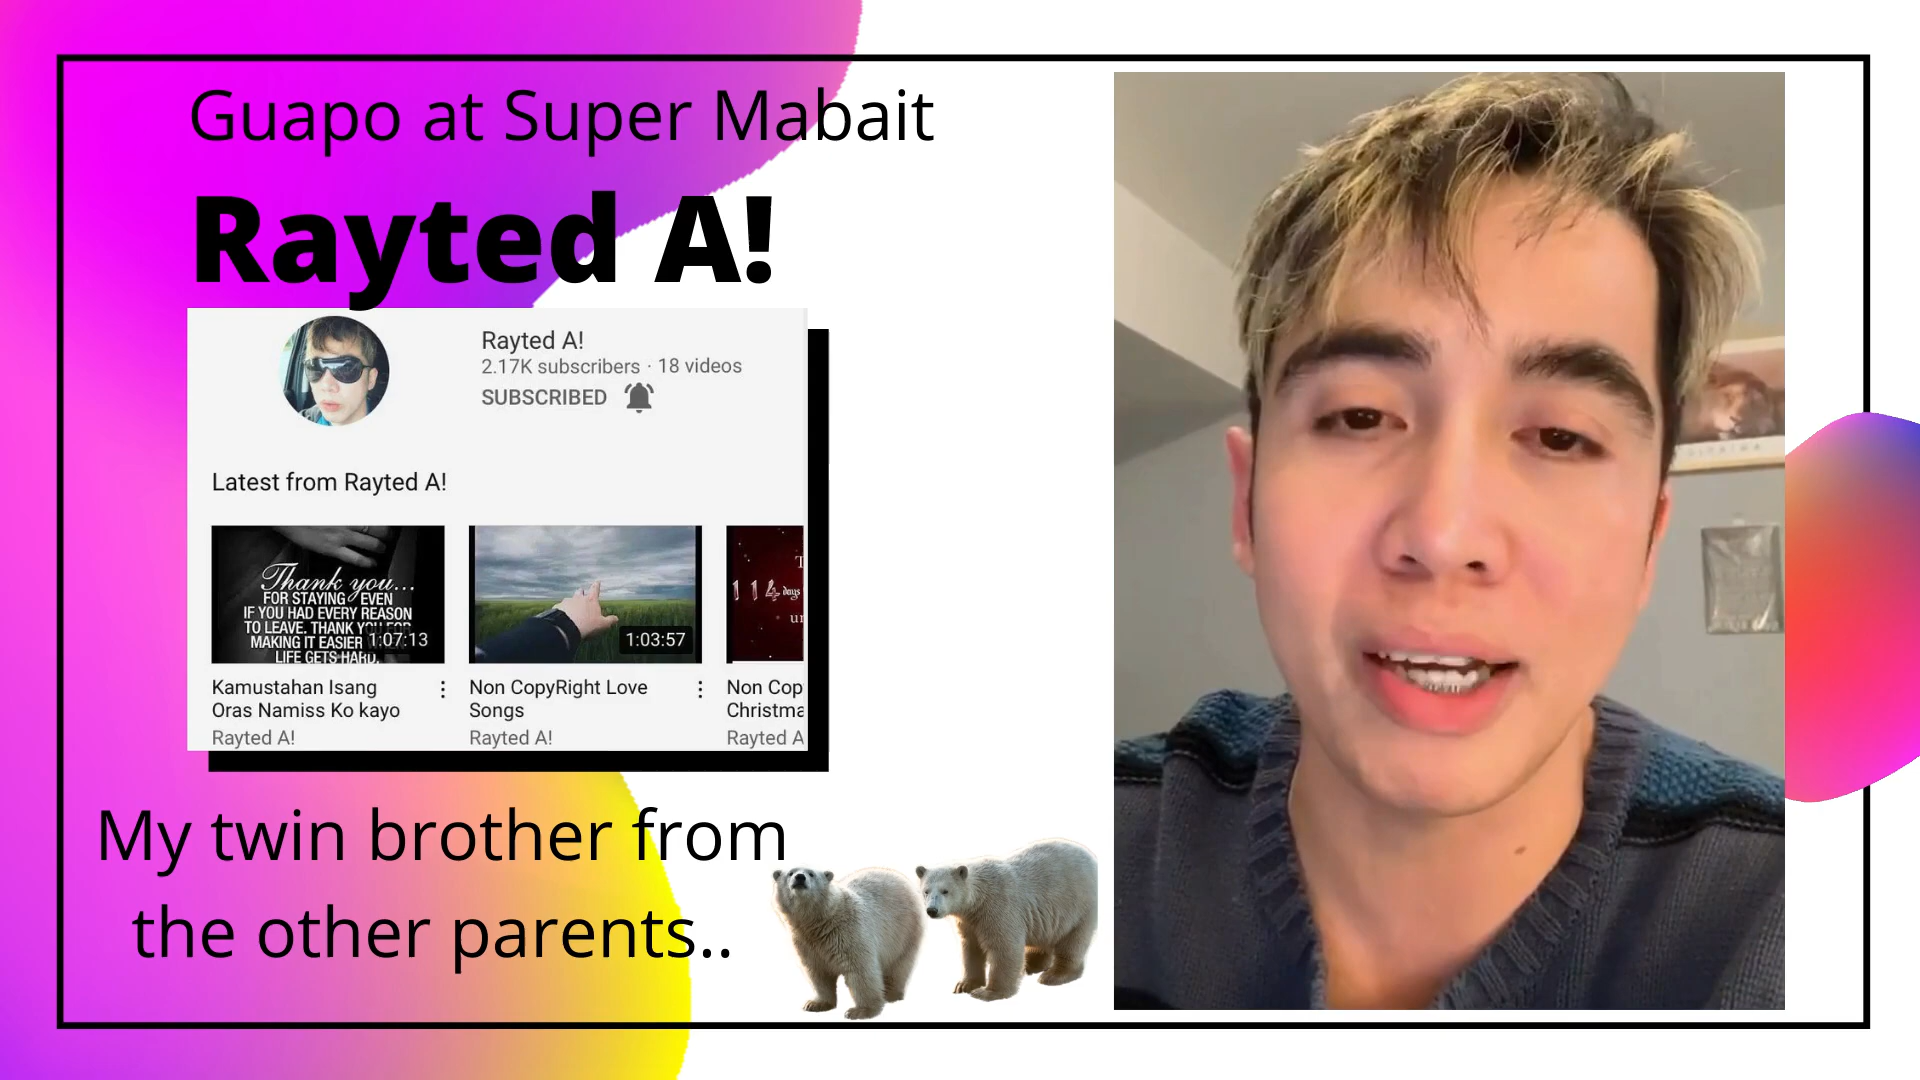 Guapo at Super Mabait
Rayted A!
Rayted A!
2.17K subscribers · 18 videos
SUBSCRIBED
Latest from Rayted A!
Thank you...
FOR STAYING EVEN
IF YOU HAD EVERY REASON
TO LEAVE. THANK YOU FOR
MAKING IT EASIER
LIFE GETS HARD.
1:07:13
Kamustahan Isang
Oras Namiss Ko kayo
Rayted A!
1:03:57
Non CopyRight Love
Songs
Rayted A!
114 days
Non Cop
Christma
Rayted A
My twin brother from
the other parents..